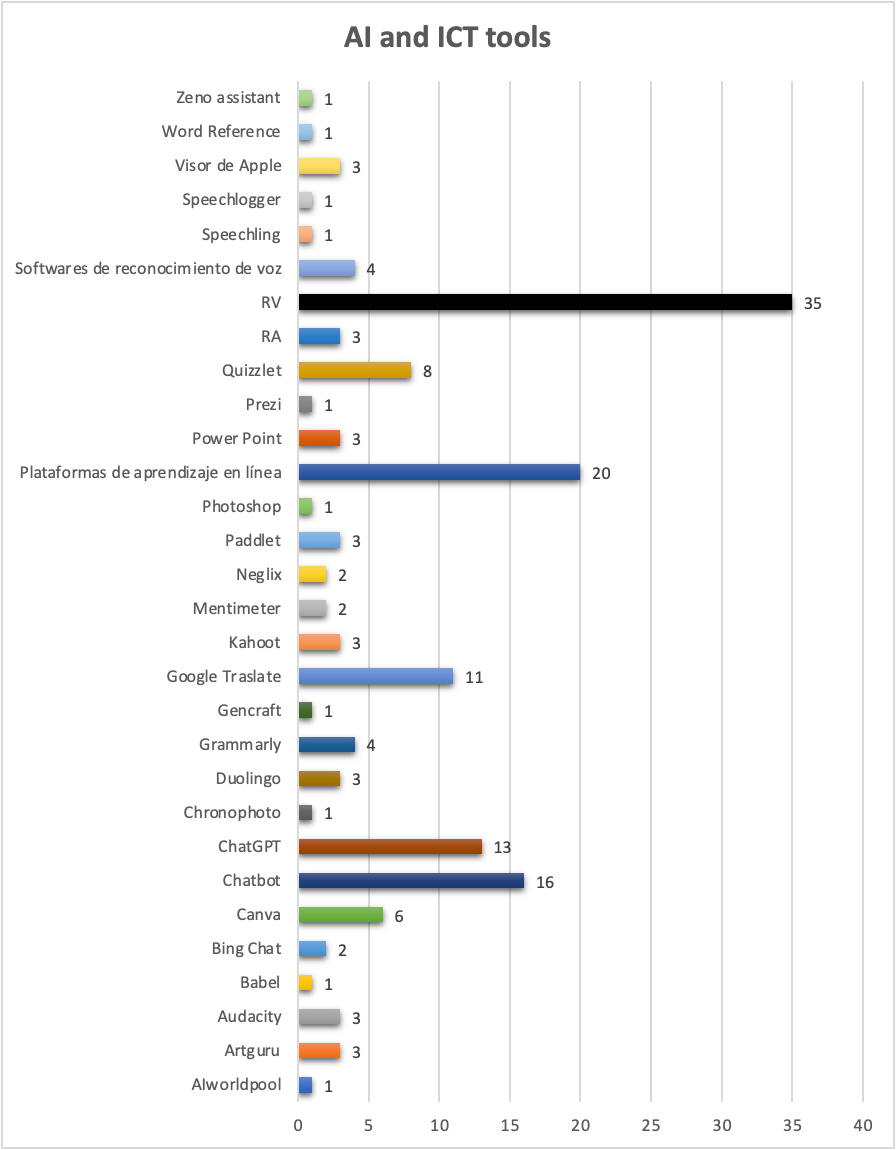 AI and ICT tools
Zeno assistant 1
Word Reference 1
Visor de Apple 3
Speechlogger 1
Speechling 1
Softwares de reconocimiento de voz 4
RV 35
RA 3
Quizzlet 8
Prezi 1
Power Point 3
Plataformas de aprendizaje en línea 20
Photoshop 1
Paddlet 3
Neglix 2
Mentimeter 2
Kahoot 3
Google Traslate 11
Gencraft 1
Grammarly 4
Duolingo 3
Chronophoto 1
ChatGPT 13
Chatbot 16
Canva 6
Bing Chat 2
Babel 1
Audacity 3
Artguru 3
AIworldpool 1
0 5 10 15 20 25 30 35 40